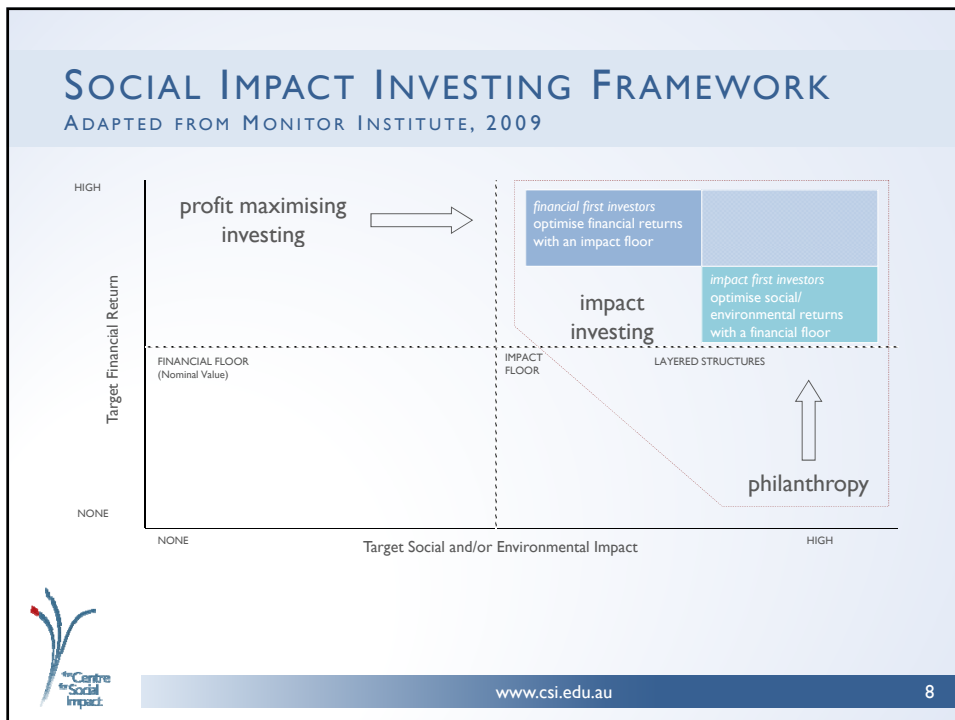 SOCIAL IMPACT INVESTING FRAMEWORK
ADAPTED FROM MONITOR INSTITUTE, 2009
HIGH
profit maximising
investing
financial first investors
optimise financial returns
with an impact floor
impact first investors
optimise social/
environmental returns
with a financial floor
impact
investing
Target Financial Return
FINANCIAL FLOOR
(Nominal Value)
IMPACT
FLOOR
LAYERED STRUCTURES
philanthropy
NONE
NONE
Target Social and/or Environmental Impact
HIGH
the Centre
for Social
Impact
www.csi.edu.au
8